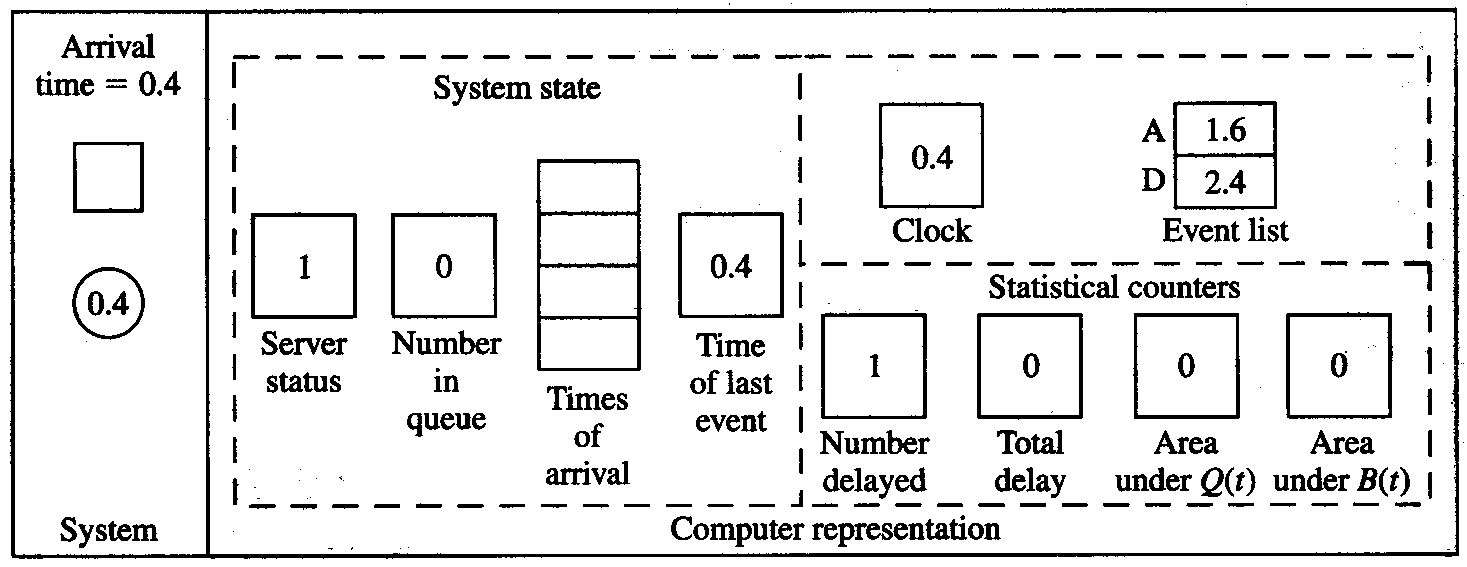 Arrival
time = 0.4
0.4
System
System state
1
Server
status
0
Number
in
queue
Times
of
arrival
0.4
Time
of last
event
0.4
Clock
A 1.6
D 2.4
Event list
Statistical counters
1
Number
delayed
0
Total
delay
0
Area
under Q(t)
0
Area
under B(t)
Computer representation